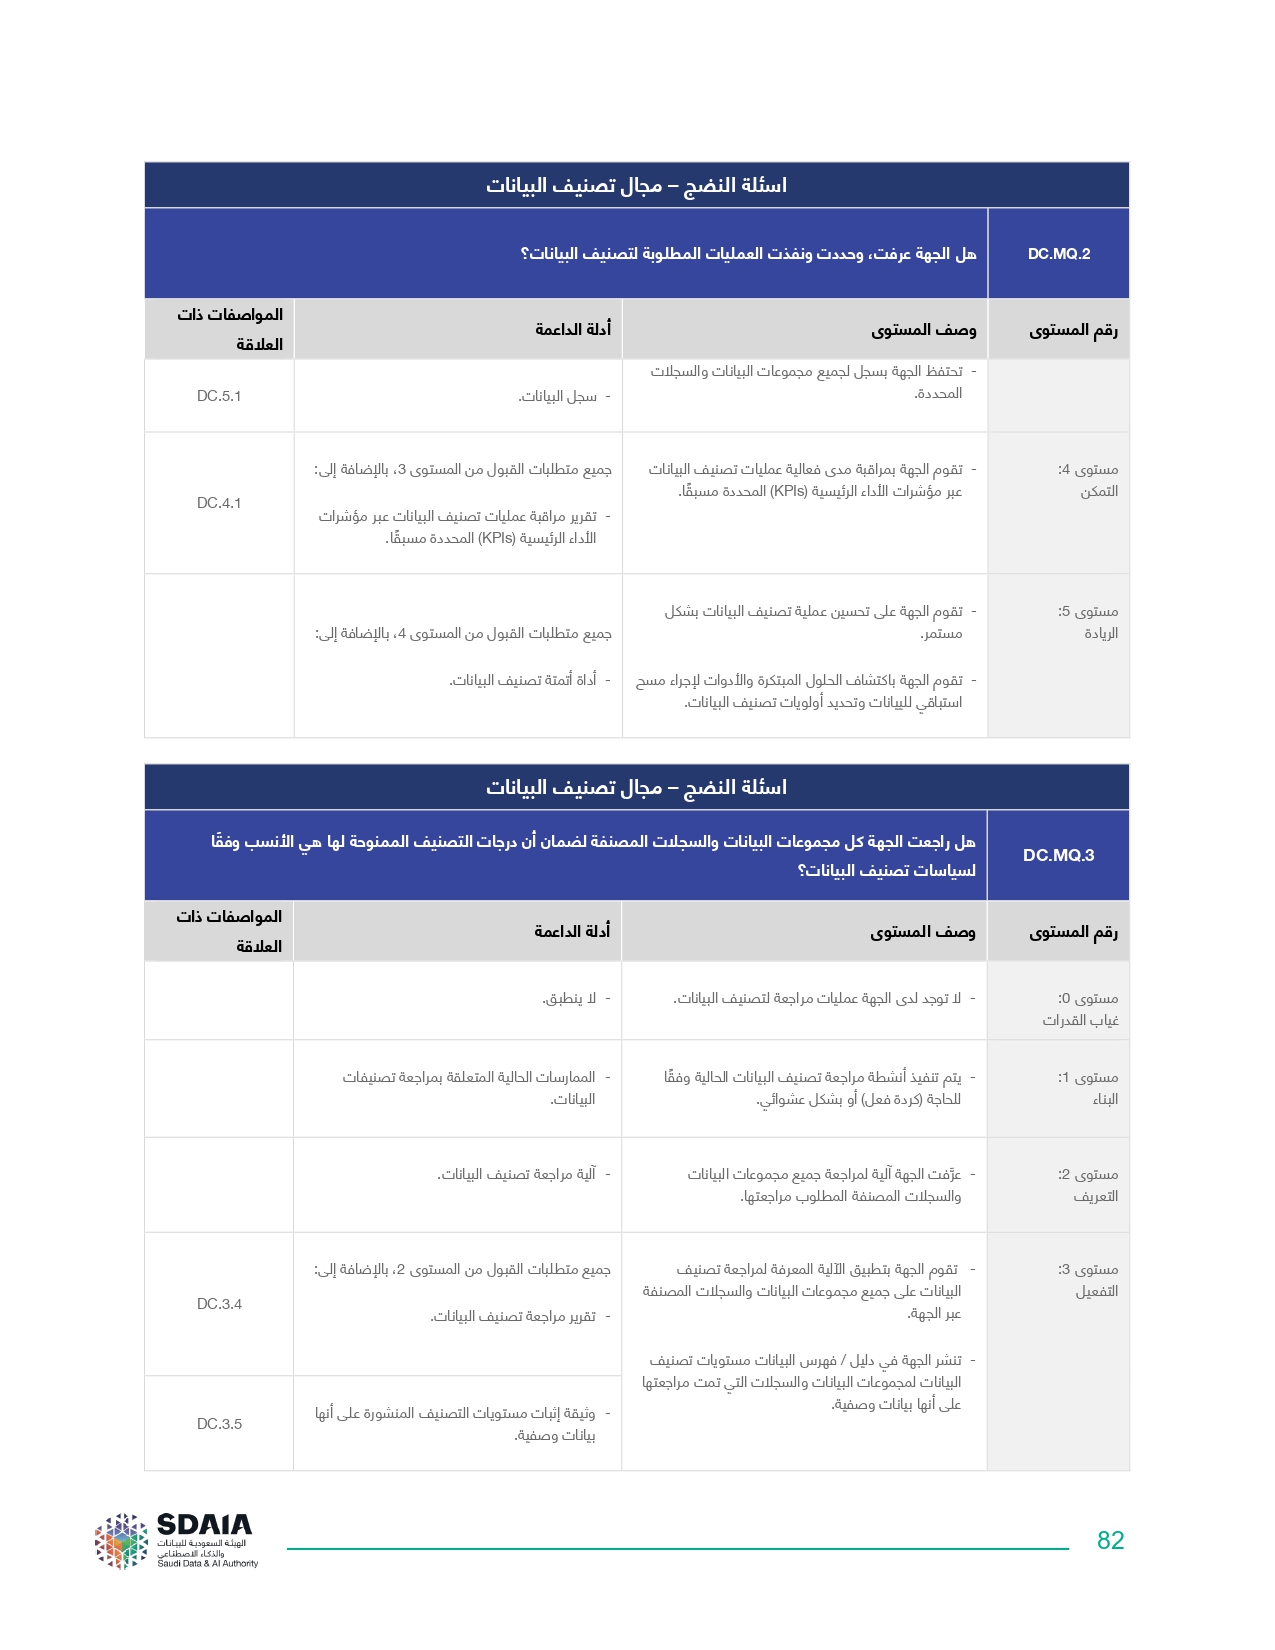 اسئلة النضج – مجال تصنيف البيانات
DC.MQ.2
هل الجهة عرفت، وحددت ونفذت العمليات المطلوبة لتصنيف البيانات؟
رقم المستوى
وصف المستوى
أدلة الداعمة
المواصفات ذات
العلاقة
- تحتفظ الجهة بسجل لجميع مجموعات البيانات والسجلات
المحددة.
- سجل البيانات.
DC.5.1
مستوى 4:
التمكن
- تقوم الجهة بمراقبة مدى فعالية عمليات تصنيف البيانات
عبر مؤشرات الأداء الرئيسية (KPIs) المحددة مسبقًا.
جميع متطلبات القبول من المستوى 3، بالإضافة إلى:
- تقرير مراقبة عمليات تصنيف البيانات عبر مؤشرات
الأداء الرئيسية (KPIs) المحددة مسبقًا.
DC.4.1
مستوى 5:
الريادة
- تقوم الجهة على تحسين عملية تصنيف البيانات بشكل
مستمر.
- تقوم الجهة باكتشاف الحلول المبتكرة والأدوات لإجراء مسح
استباقي للبيانات وتحديد أولويات تصنيف البيانات.
جميع متطلبات القبول من المستوى 4، بالإضافة إلى:
- أداة أتمتة تصنيف البيانات.
اسئلة النضج – مجال تصنيف البيانات
DC.MQ.3
هل راجعت الجهة كل مجموعات البيانات والسجلات المصنفة لضمان أن درجات التصنيف الممنوحة لها هي الأنسب وفقًا
لسياسات تصنيف البيانات؟
رقم المستوى
وصف المستوى
أدلة الداعمة
المواصفات ذات
العلاقة
مستوى 0:
غياب القدرات
- لا توجد لدى الجهة عمليات مراجعة لتصنيف البيانات.
- لا ينطبق.
مستوى 1:
البناء
- يتم تنفيذ أنشطة مراجعة تصنيف البيانات الحالية وفقًا
للحاجة (كردة فعل) أو بشكل عشوائي.
- الممارسات الحالية المتعلقة بمراجعة تصنيفات
البيانات.
مستوى 2:
التعريف
- عرَّفت الجهة آلية لمراجعة جميع مجموعات البيانات
والسجلات المصنفة المطلوب مراجعتها.
- آلية مراجعة تصنيف البيانات.
مستوى 3:
التفعيل
- تقوم الجهة بتطبيق الآلية المعرفة لمراجعة تصنيف
البيانات على جميع مجموعات البيانات والسجلات المصنفة
عبر الجهة.
- تنشر الجهة في دليل / فهرس البيانات مستويات تصنيف
البيانات لمجموعات البيانات والسجلات التي تمت مراجعتها
على أنها بيانات وصفية.
جميع متطلبات القبول من المستوى 2، بالإضافة إلى:
- تقرير مراجعة تصنيف البيانات.
DC.3.4
- وثيقة إثبات مستويات التصنيف المنشورة على أنها
بيانات وصفية.
DC.3.5
SDAIA
الهيئة السعودية للبيانات
والذكاء الاصطناعي
Saudi Data & AI Authority
82